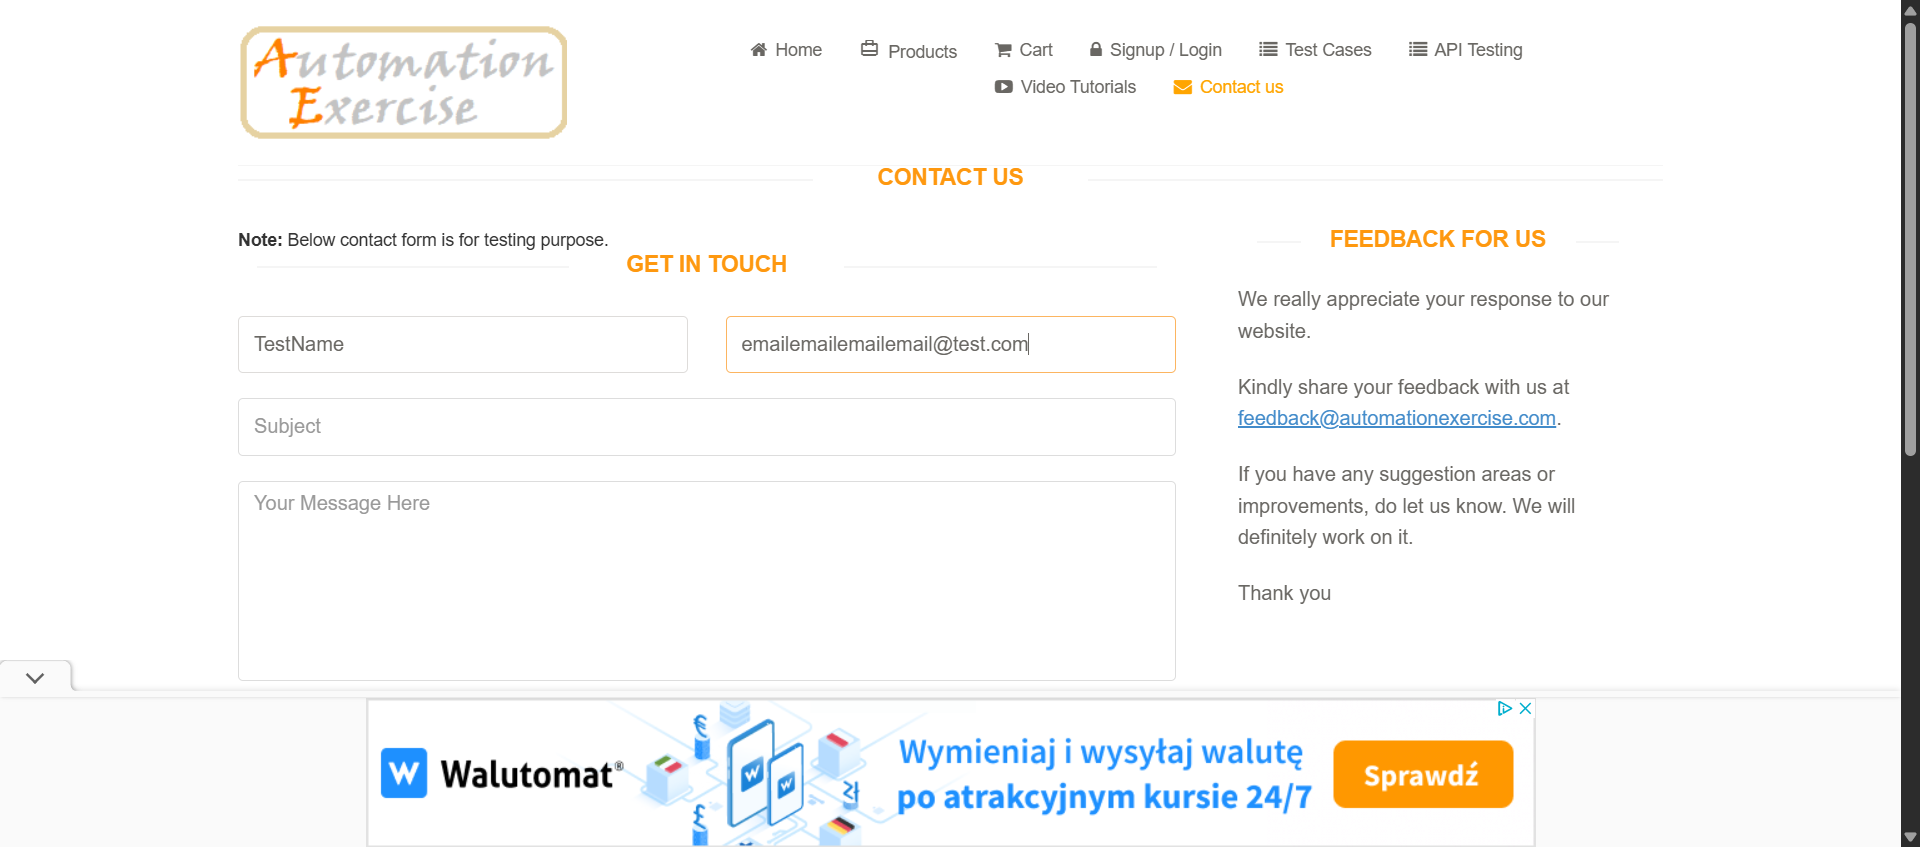 Automation
Exercise
Home
Products
Cart
Signup / Login
Test Cases
API Testing
Video Tutorials
Contact us
CONTACT US
Note: Below contact form is for testing purpose.
GET IN TOUCH
TestName
emailemailemailemail@test.com
Subject
Your Message Here
FEEDBACK FOR US
We really appreciate your response to our
website.
Kindly share your feedback with us at
feedback@automationexercise.com.
If you have any suggestion areas or
improvements, do let us know. We will
definitely work on it.
Thank you
W Walutomat®
Wymieniaj i wysyłaj walutę
po atrakcyjnym kursie 24/7
Sprawdź